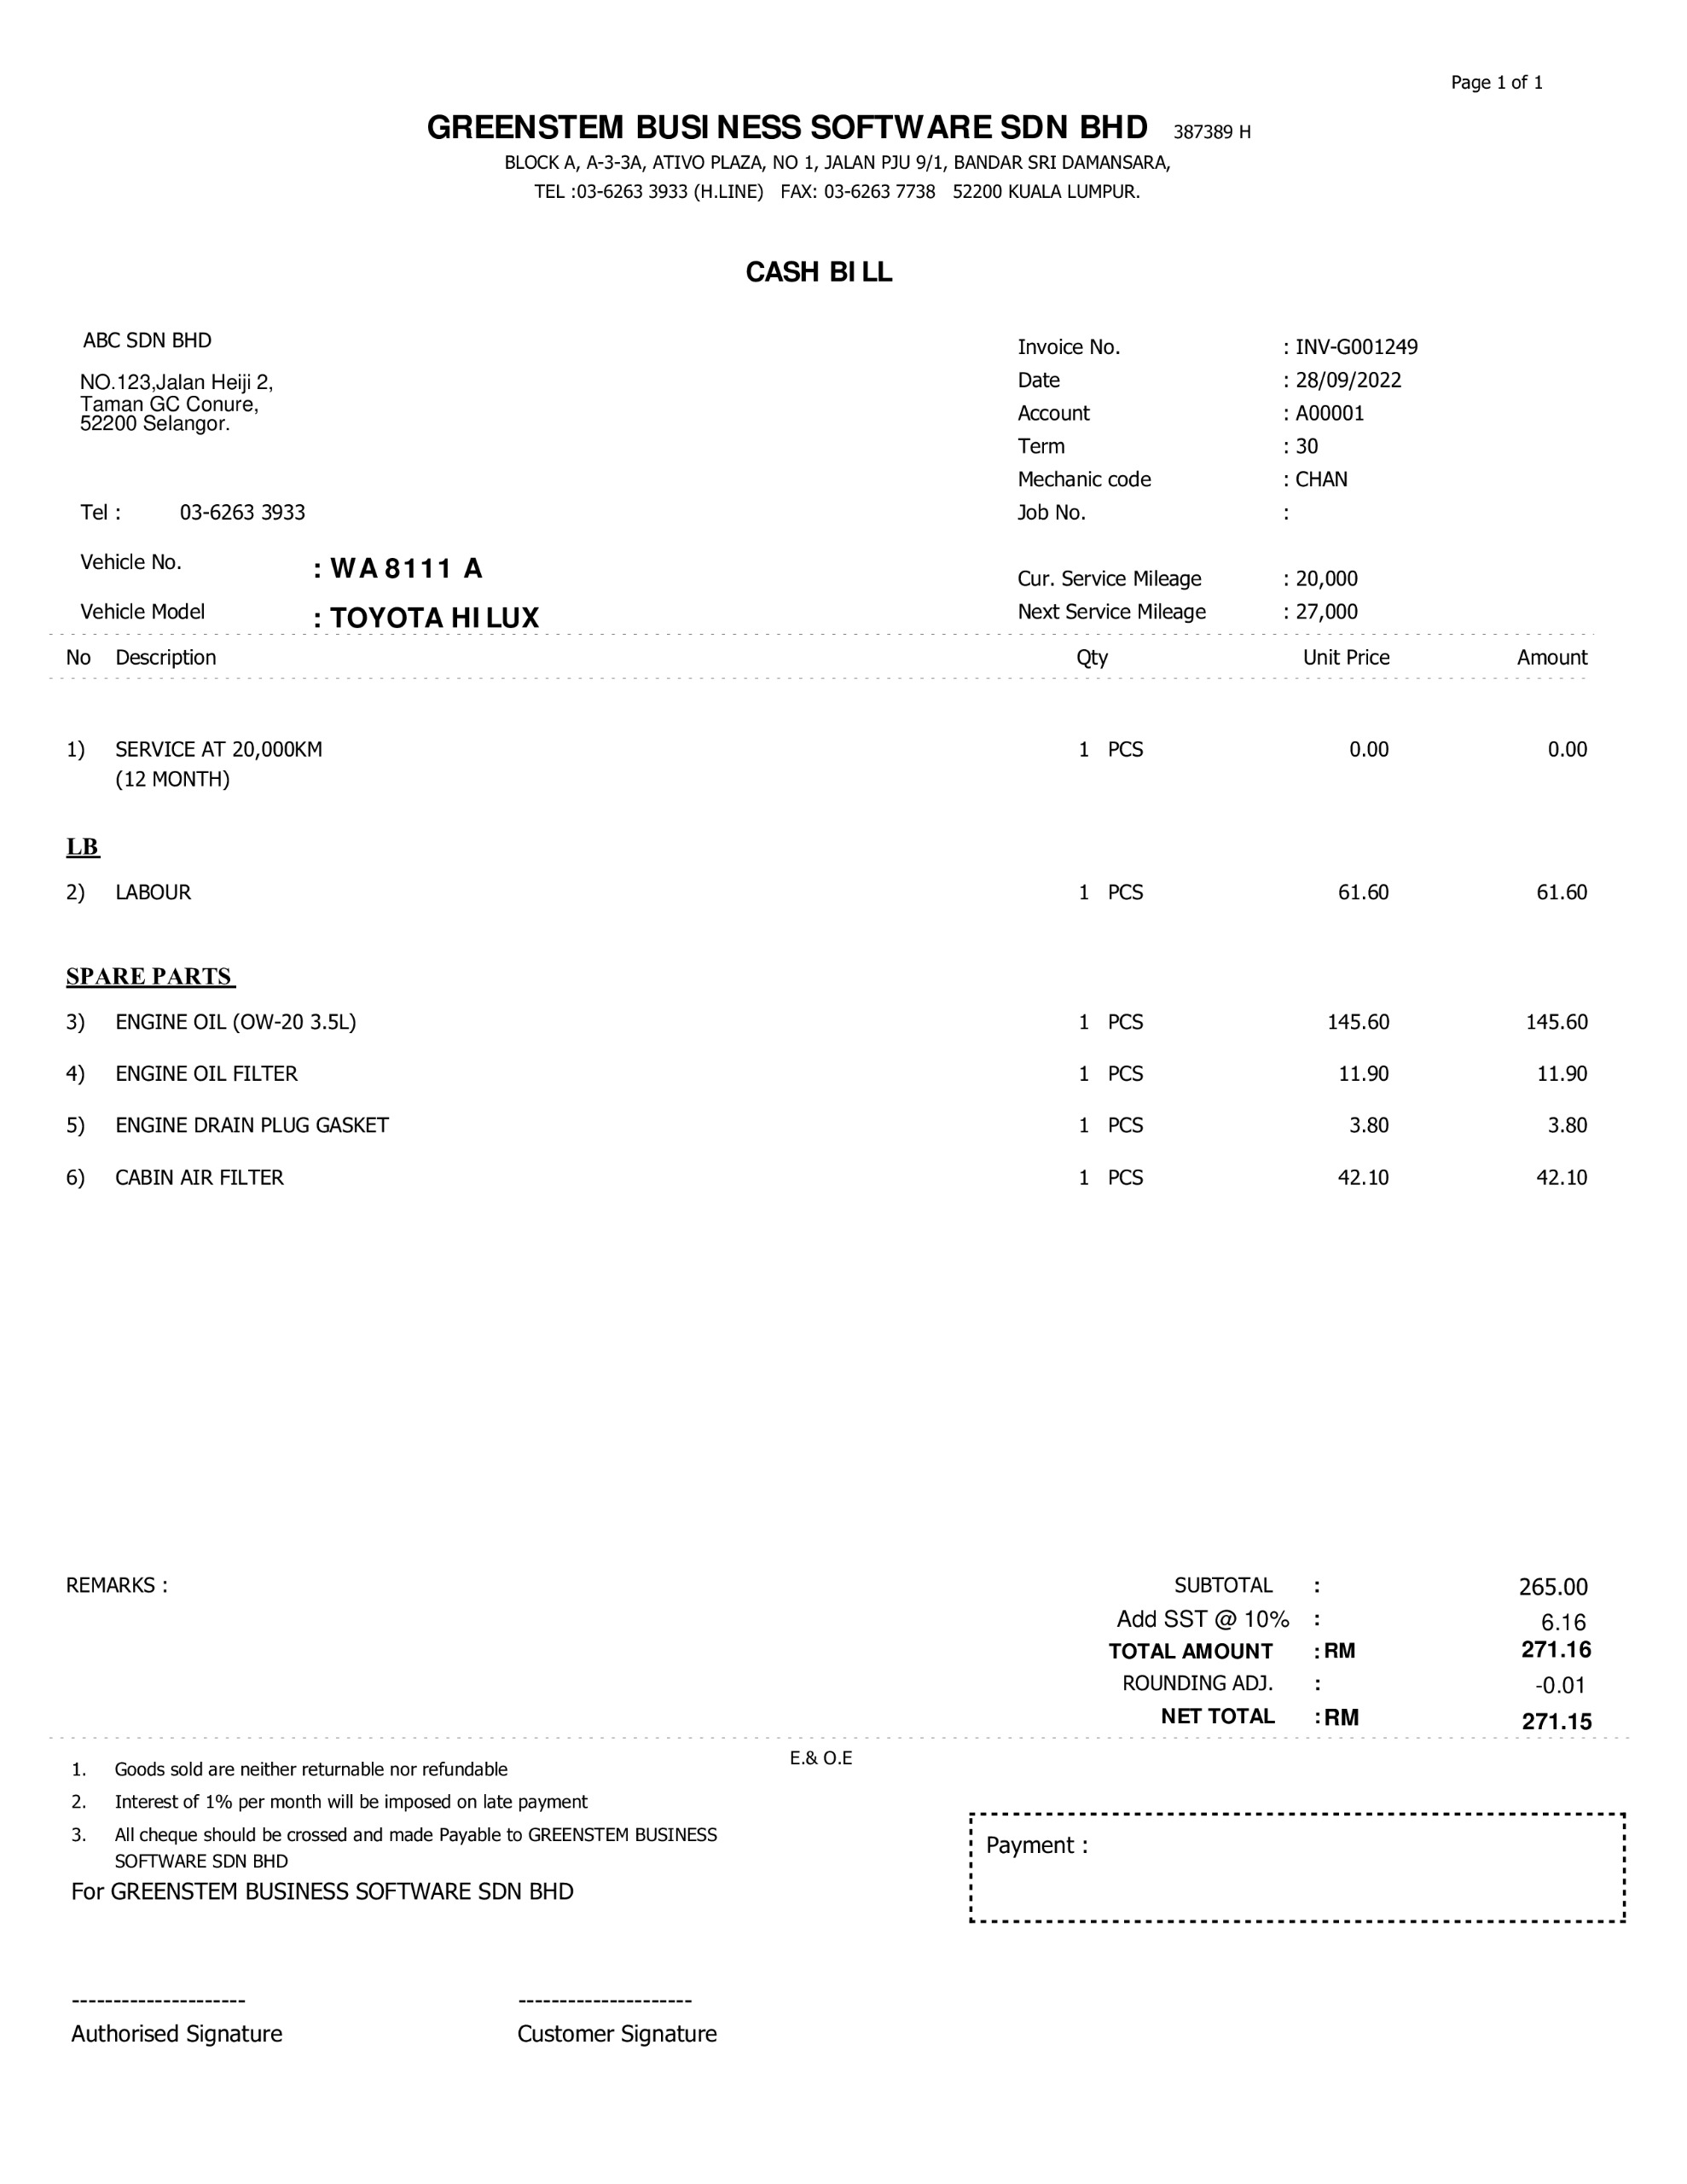 Page 1 of 1
GREENSTEM BUSINESS SOFTWARE SDN BHD 387389 H
BLOCK A, A-3-3A, ATIVO PLAZA, NO 1, JALAN PJU 9/1, BANDAR SRI DAMANSARA,
TEL :03-6263 3933 (H.LINE) FAX: 03-6263 7738 52200 KUALA LUMPUR.
CASH BILL
ABC SDN BHD
NO.123,Jalan Heiji 2,
Taman GC Conure,
52200 Selangor.
Tel : 03-6263 3933
Vehicle No. : WA 8111 A
Vehicle Model : TOYOTA HILUX
Invoice No. : INV-G001249
Date : 28/09/2022
Account : A00001
Term : 30
Mechanic code : CHAN
Job No. :
Cur. Service Mileage : 20,000
Next Service Mileage : 27,000
No Description Qty Unit Price Amount
1) SERVICE AT 20,000KM 1 PCS 0.00 0.00
(12 MONTH)
LB
2) LABOUR 1 PCS 61.60 61.60
SPARE PARTS
3) ENGINE OIL (OW-20 3.5L) 1 PCS 145.60 145.60
4) ENGINE OIL FILTER 1 PCS 11.90 11.90
5) ENGINE DRAIN PLUG GASKET 1 PCS 3.80 3.80
6) CABIN AIR FILTER 1 PCS 42.10 42.10
REMARKS :
SUBTOTAL : 265.00
Add SST @ 10% : 6.16
TOTAL AMOUNT : RM 271.16
ROUNDING ADJ. : -0.01
NET TOTAL : RM 271.15
E.& O.E
1. Goods sold are neither returnable nor refundable
2. Interest of 1% per month will be imposed on late payment
3. All cheque should be crossed and made Payable to GREENSTEM BUSINESS
SOFTWARE SDN BHD
For GREENSTEM BUSINESS SOFTWARE SDN BHD
Payment :
--------------------- ---------------------
Authorised Signature Customer Signature